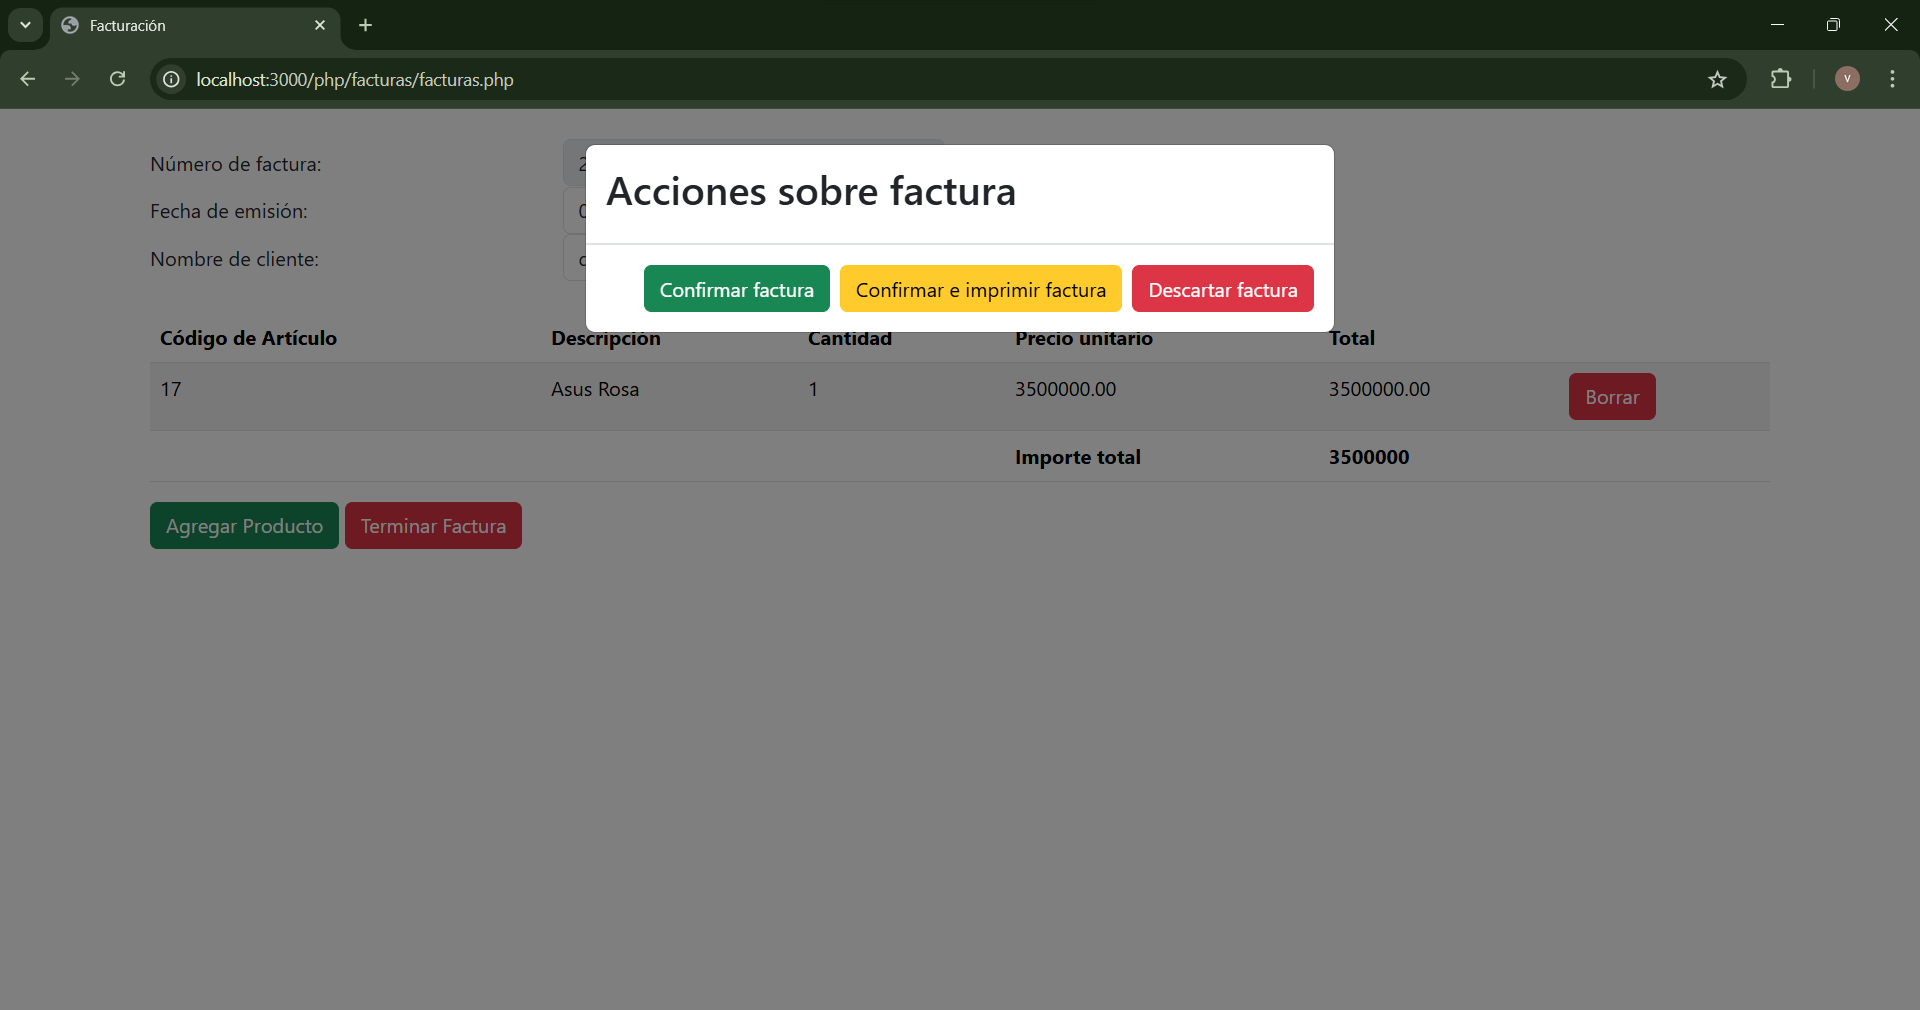 Facturación
localhost:3000/php/facturas/facturas.php
V
Número de factura:
Acciones sobre factura
Fecha de emisión:
Nombre de cliente:
Confirmar factura
Confirmar e imprimir factura
Descartar factura
Código de Artículo Descripción Cantidad Precio unitario Total
17 Asus Rosa 1 3500000.00 3500000.00 Borrar
Importe total 3500000
Agregar Producto Terminar Factura